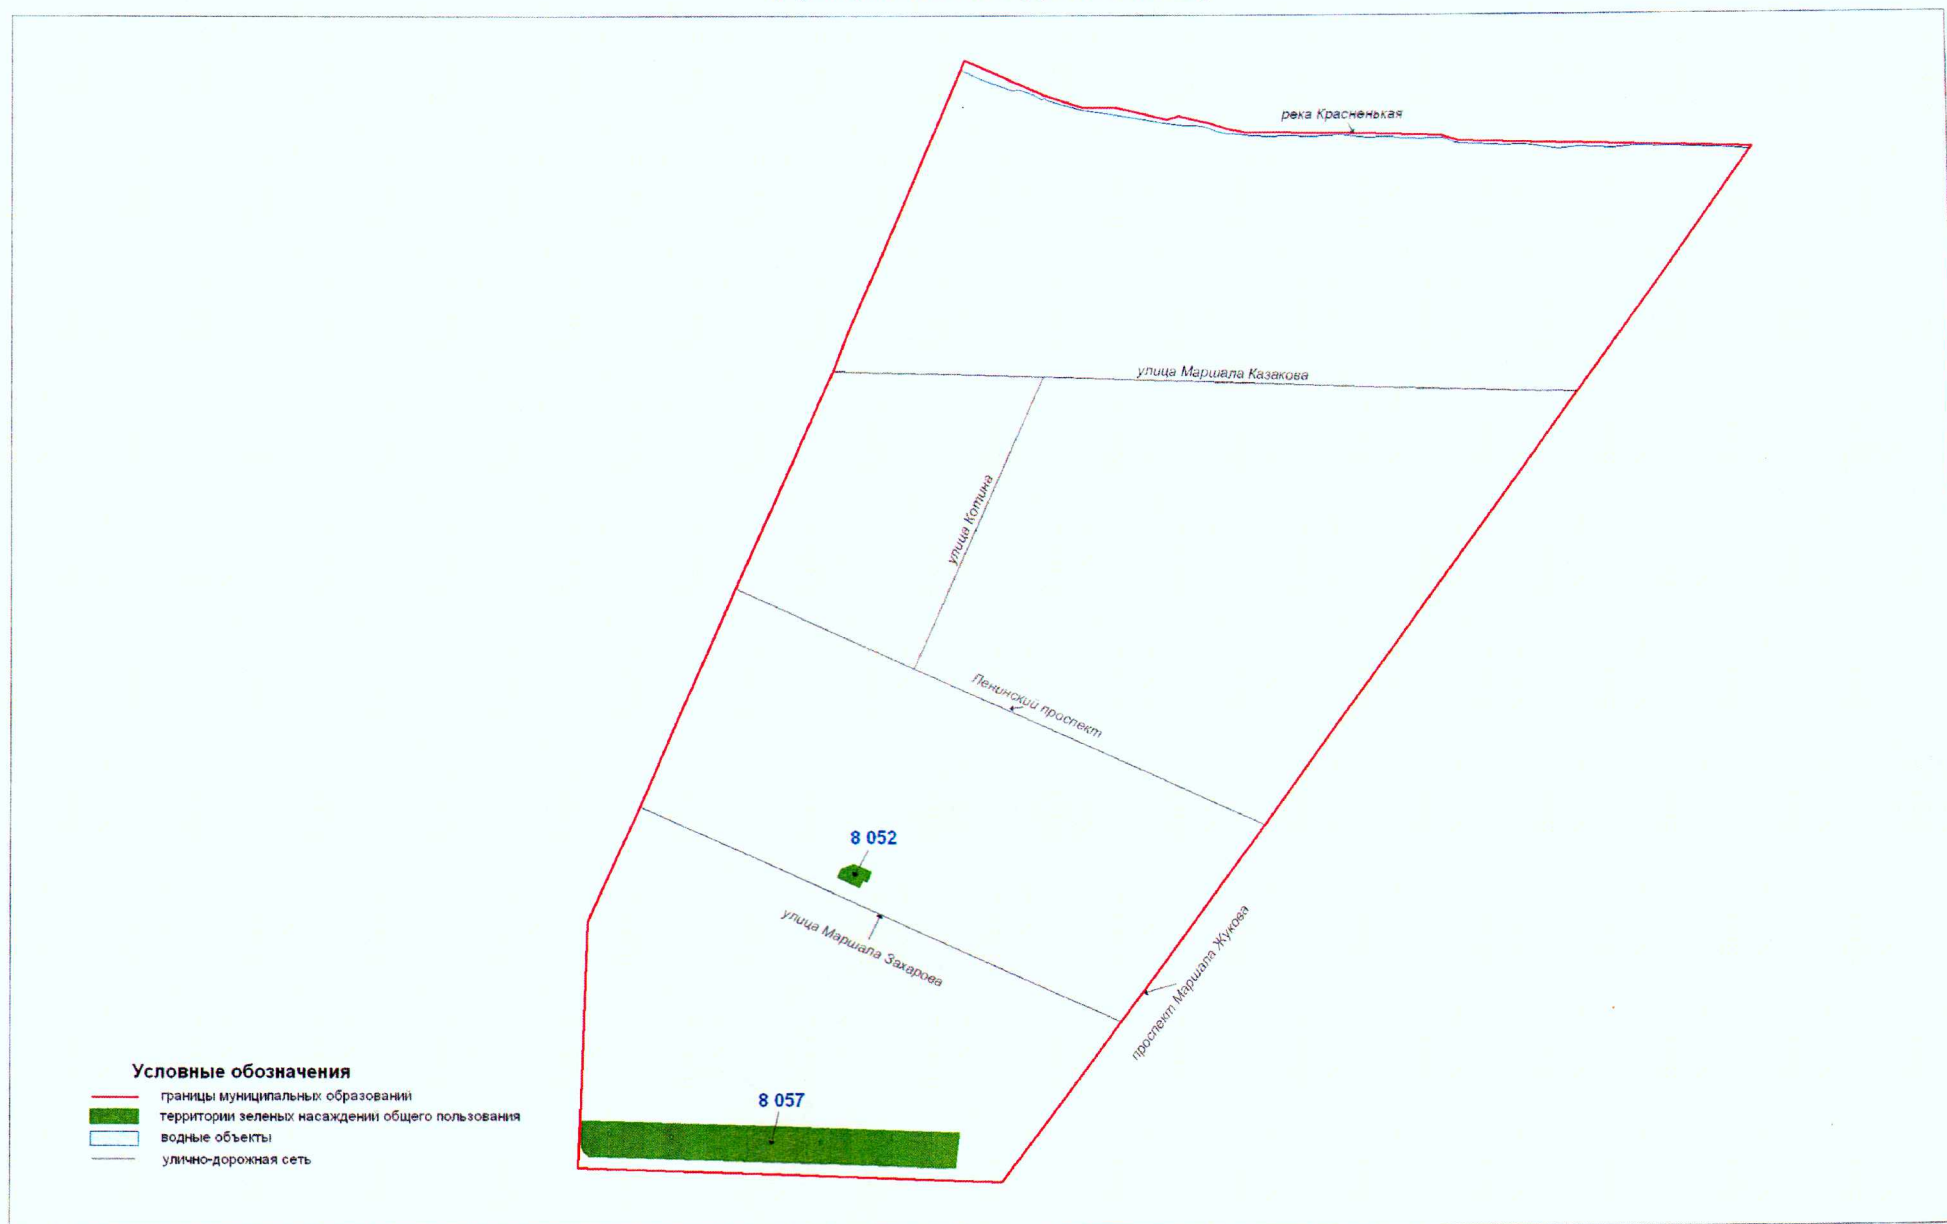 река Красненькая
улица Маршала Казакова
улица Котина
Ленинский проспект
8 052
улица Маршала Захарова
проспект Маршала Жукова
8 057
Условные обозначения
границы муниципальных образований
территории зеленых насаждений общего пользования
водные объекты
улично-дорожная сеть